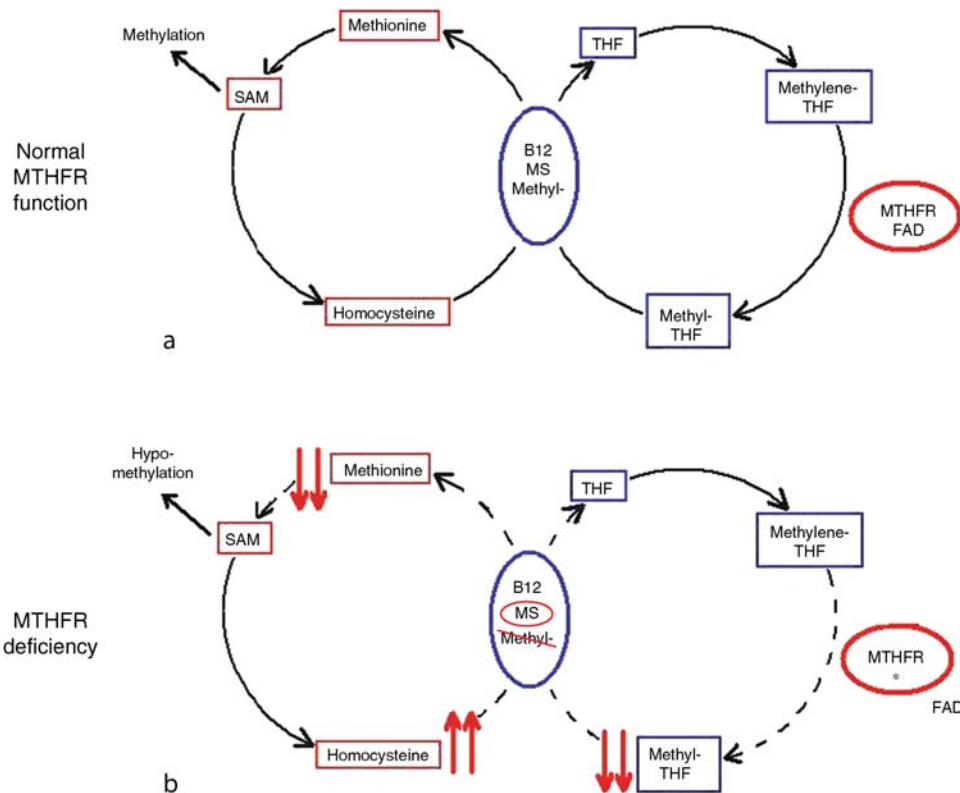 Normal
MTHFR
function
Methylation
Methionine
SAM
Homocysteine
B12
MS
Methyl-
THF
Methylene-
THF
MTHFR
FAD
Methyl-
THF
a
MTHFR
deficiency
Hypo-
methylation
Methionine
SAM
Homocysteine
B12
MS
Methyl-
THF
Methylene-
THF
MTHFR
*
FAD
Methyl-
THF
b